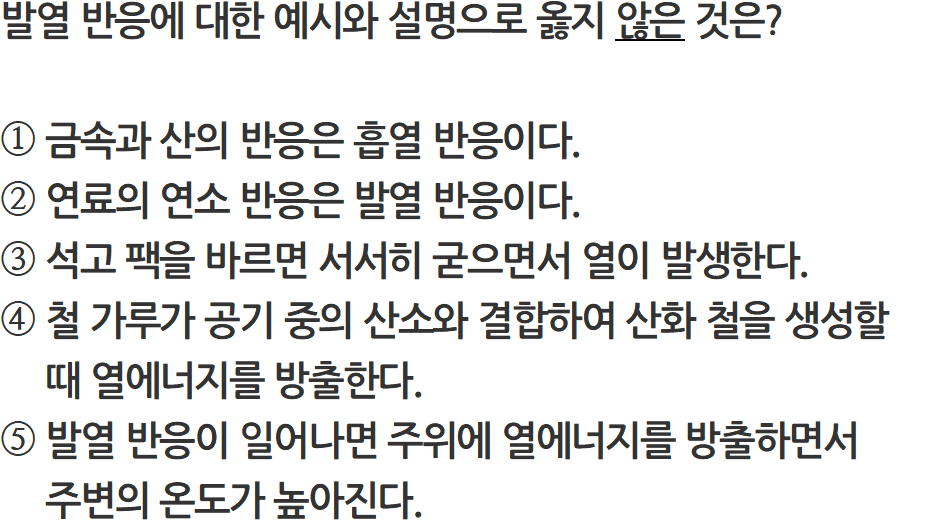 발열 반응에 대한 예시와 설명으로 옳지 않은 것은?
① 금속과 산의 반응은 흡열 반응이다.
② 연료의 연소 반응은 발열 반응이다.
③ 석고 팩을 바르면 서서히 굳으면서 열이 발생한다.
④ 철 가루가 공기 중의 산소와 결합하여 산화 철을 생성할
때 열에너지를 방출한다.
⑤ 발열 반응이 일어나면 주위에 열에너지를 방출하면서
주변의 온도가 높아진다.